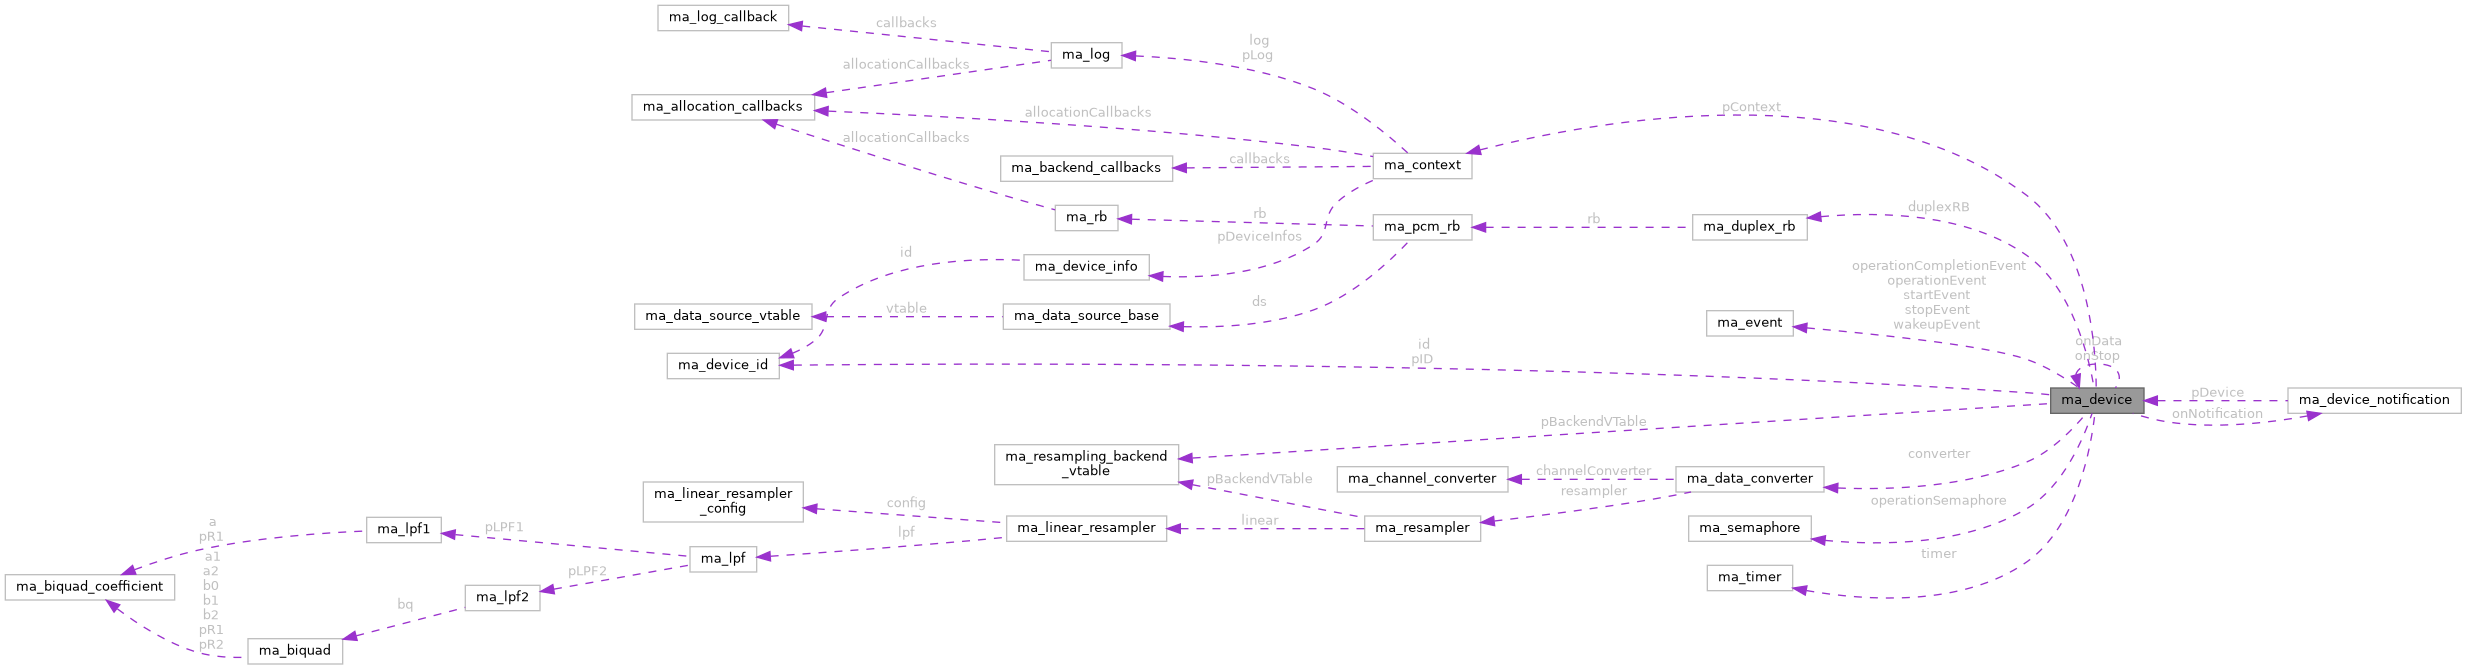 ma_log_callback
callbacks
log
pLog
ma_log
allocationCallbacks
ma_allocation_callbacks
pContext
allocationCallbacks
allocationCallbacks
callbacks
ma_context
ma_backend_callbacks
duplexRB
rb
rb
ma_rb
ma_pcm_rb
ma_duplex_rb
pDeviceInfos
id
ma_device_info
operationCompletionEvent
operationEvent
startEvent
stopEvent
wakeupEvent
ds
vtable
ma_data_source_vtable
ma_data_source_base
ma_event
onData
onStop
id
pID
ma_device_id
pDevice
ma_device
ma_device_notification
onNotification
pBackendVTable
ma_resampling_backend
_vtable
converter
channelConverter
pBackendVTable
ma_channel_converter
ma_data_converter
resampler
ma_linear_resampler
_config
config
operationSemaphore
a
pR1
pLPF1
ma_lpf1
linear
lpf
ma_linear_resampler
ma_resampler
ma_semaphore
ma_lpf
timer
a1
a2
b0
b1
b2
pR1
pR2
pLPF2
ma_timer
ma_biquad_coefficient
ma_lpf2
bq
ma_biquad